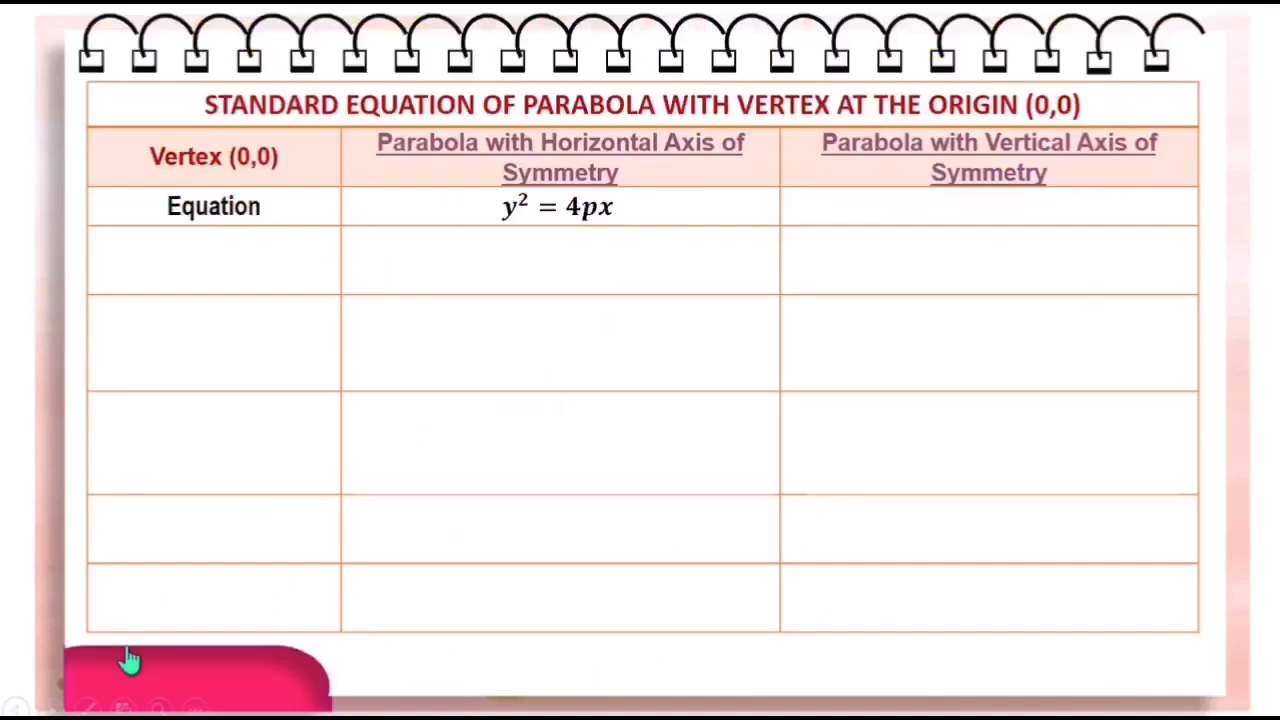 STANDARD EQUATION OF PARABOLA WITH VERTEX AT THE ORIGIN (0,0)
Vertex (0,0)
Parabola with Horizontal Axis of
Symmetry
Parabola with Vertical Axis of
Symmetry
Equation
y² = 4px